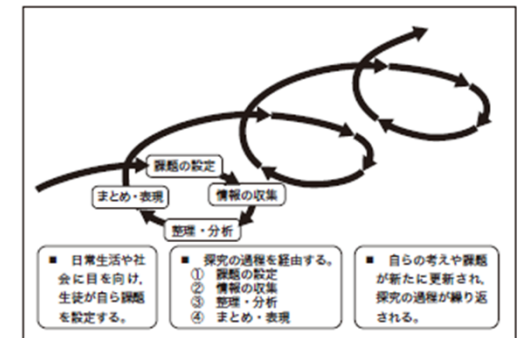 課題の設定
まとめ・表現
情報の収集
整理・分析
■ 日常生活や社
会に目を向け,
生徒が自ら課題
を設定する。
■ 探究の過程を経由する。
① 課題の設定
② 情報の収集
③ 整理・分析
④ まとめ・表現
■ 自らの考えや課題
が新たに更新され,
探究の過程が繰り返
される。